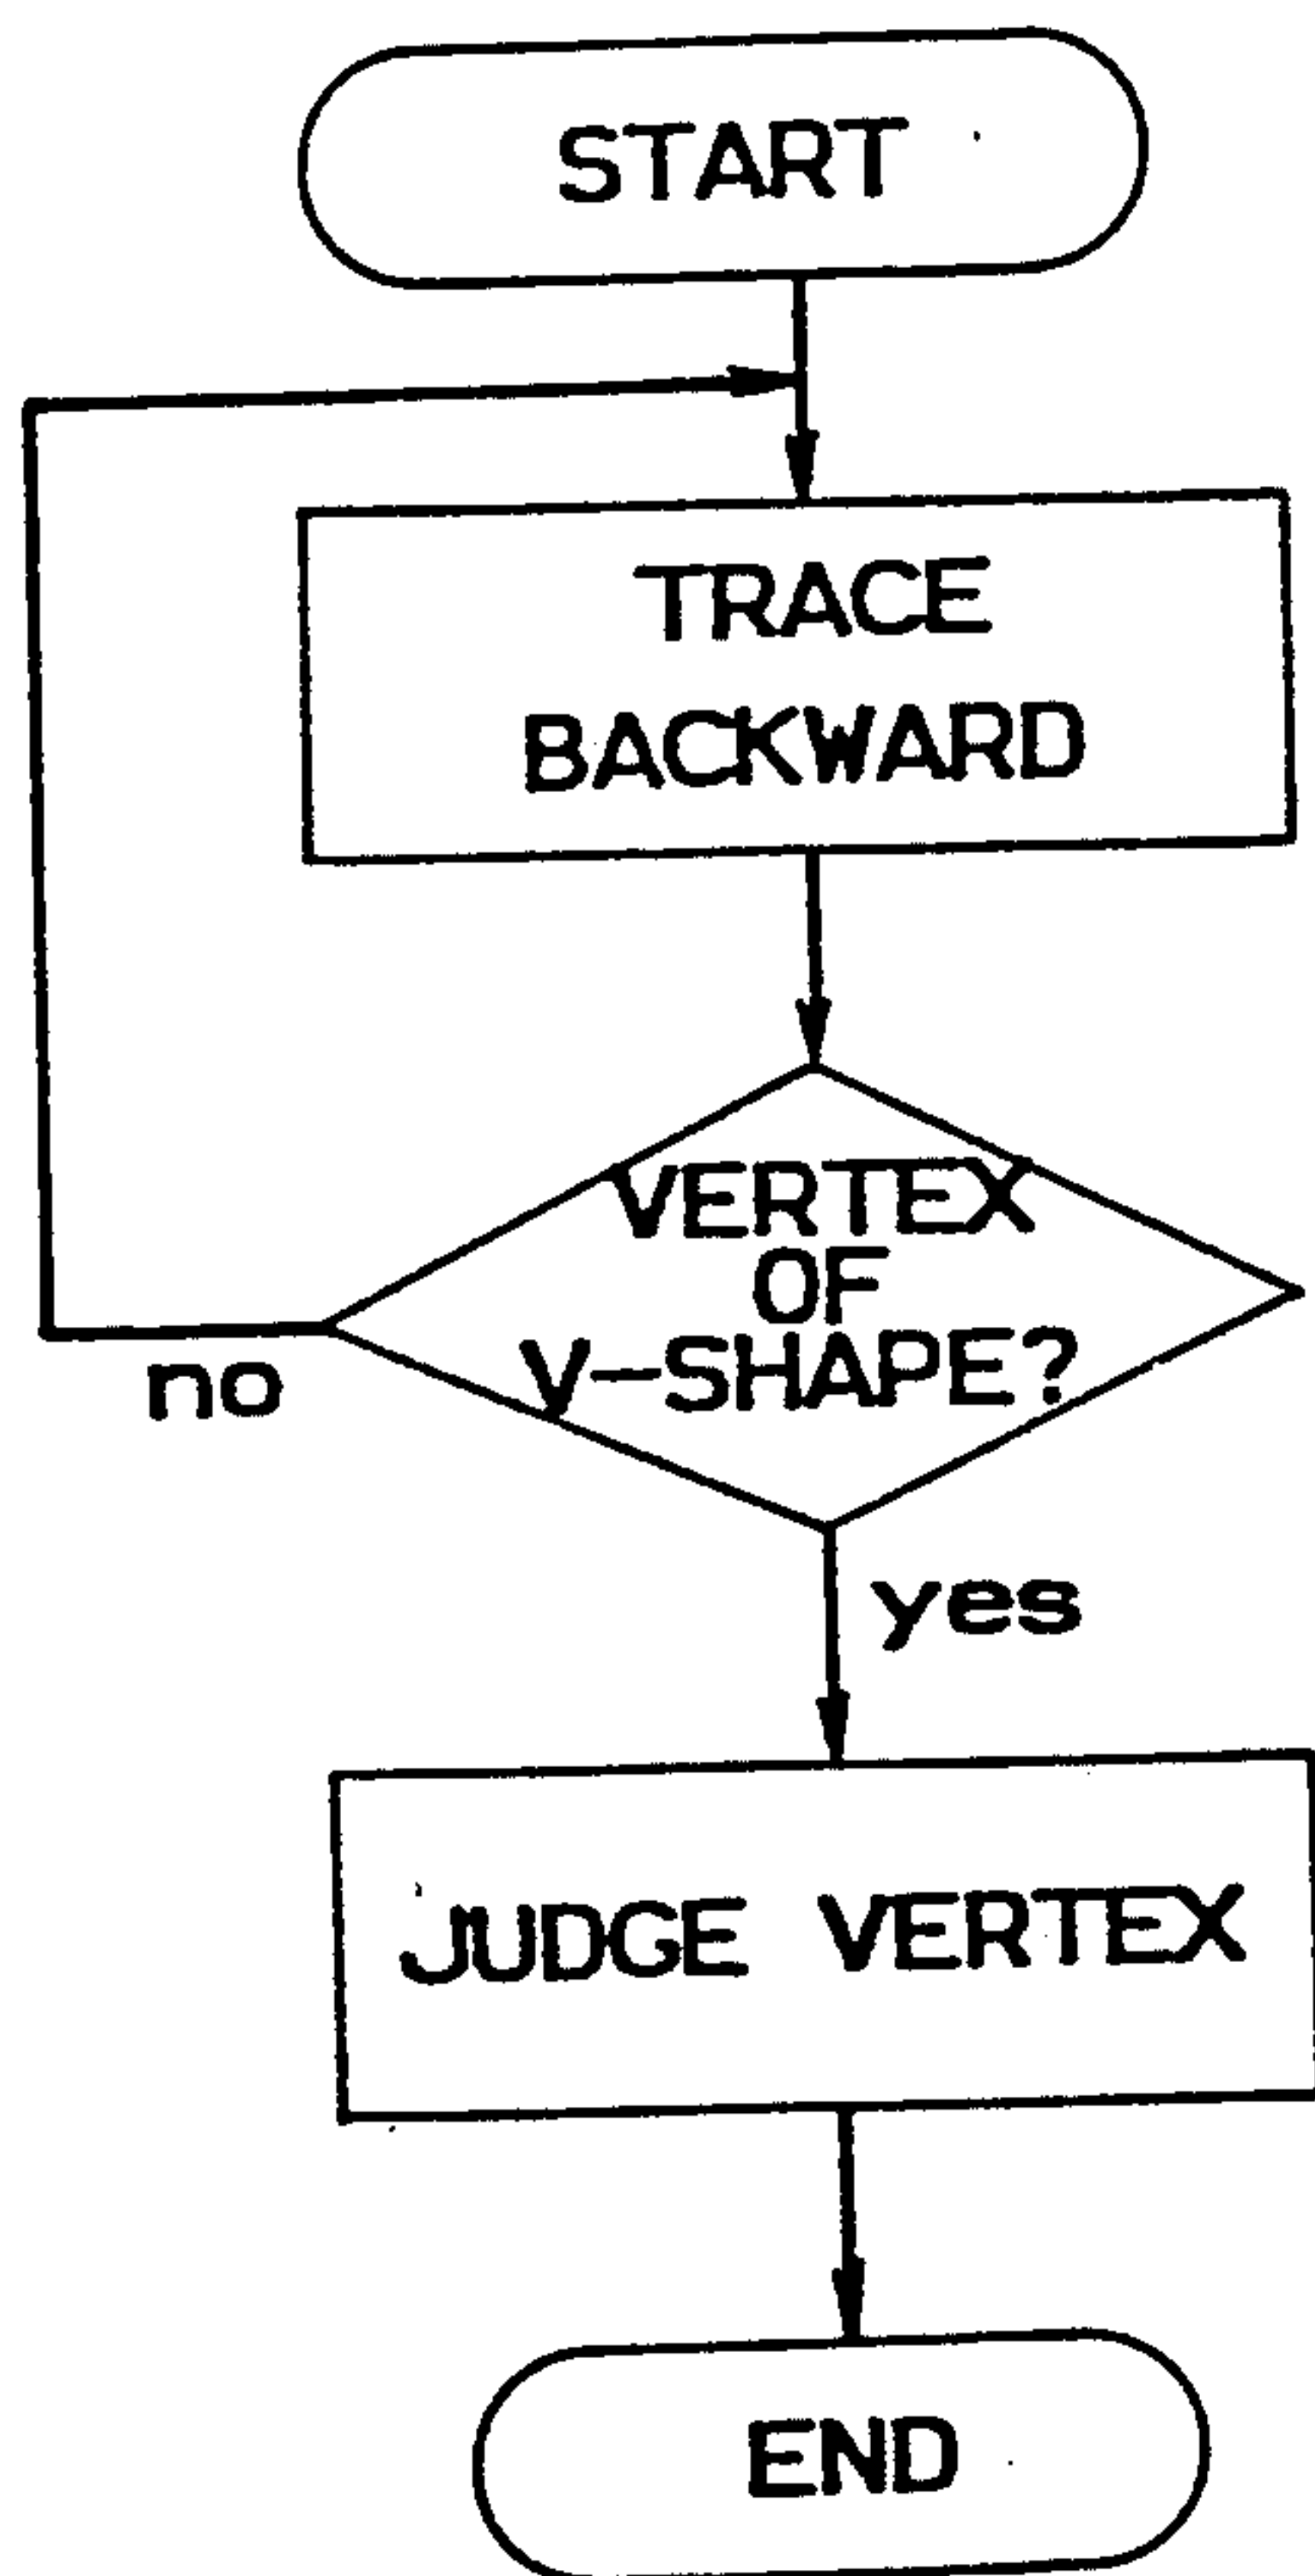 START
TRACE
BACKWARD
VERTEX
OF
V-SHAPE?
no
yes
JUDGE VERTEX
END